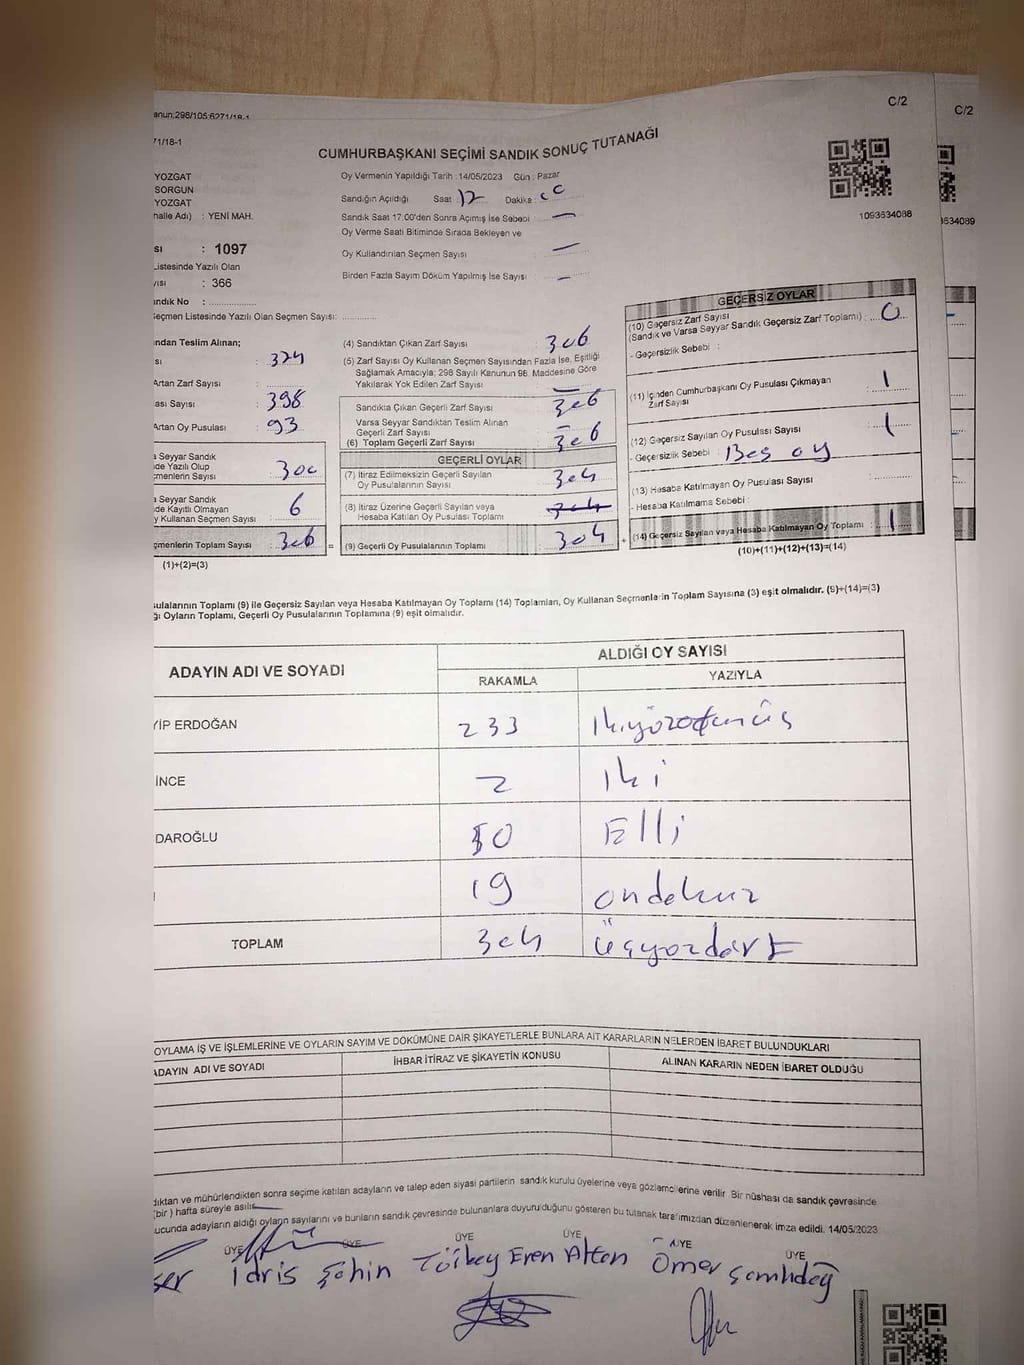 anun:298/105:6271/18-1
C/2
C/2
71/18-1
CUMHURBAŞKANI SEÇİMİ SANDIK SONUÇ TUTANAĞI
YOZGAT
SORGUN
YOZGAT
halle Adı) : YENİ MAH.
Oy Vermenin Yapıldığı Tarih : 14/05/2023 Gün : Pazar
Sandığın Açıldığı Saat : 17 Dakika :
Sandık Saat 17:00'den Sonra Açımış İse Sebebi : —
Oy Verme Saati Bitiminde Sırada Bekleyen ve
Oy Kullandırılan Seçmen Sayısı : —
Birden Fazla Sayım Döküm Yapılmış İse Sayısı : —
1093634088
3634089
sı : 1097
Listesinde Yazılı Olan
yısı : 366
andık No :
Seçmen Listesinde Yazılı Olan Seçmen Sayısı:
ından Teslim Alınan;
sı : 374
Artan Zarf Sayısı :
ası Sayısı : 398
Artan Oy Pusulası : 93
a Seyyar Sandık
de Yazılı Olup
çmenlerin Sayısı : 300
a Seyyar Sandık
de Kayıtlı Olmayan
y Kullanan Seçmen Sayısı : 6
çmenlerin Toplam Sayısı : 306 =
(1)+(2)=(3)
(4) Sandıktan Çıkan Zarf Sayısı : 306
(5) Zarf Sayısı Oy Kullanan Seçmen Sayısından Fazla İse, Eşitliği
Sağlamak Amacıyla; 298 Sayılı Kanunun 98. Maddesine Göre
Yakılarak Yok Edilen Zarf Sayısı : —
Sandıkta Çıkan Geçerli Zarf Sayısı : 306
Varsa Seyyar Sandıktan Teslim Alınan
Geçerli Zarf Sayısı : —
(6) Toplam Geçerli Zarf Sayısı : 306
GEÇERLİ OYLAR
(7) İtiraz Edilmeksizin Geçerli Sayılan
Oy Pusulalarının Sayısı : 304
(8) İtiraz Üzerine Geçerli Sayılan veya
Hesaba Katılan Oy Pusulası Toplamı :
(9) Geçerli Oy Pusulalarının Toplamı : 304 +
GEÇERSİZ OYLAR
(10) Geçersiz Zarf Sayısı
(Sandık ve Varsa Seyyar Sandık Geçersiz Zarf Toplamı) : 0
- Geçersizlik Sebebi :
(11) İçinden Cumhurbaşkanı Oy Pusulası Çıkmayan
Zarf Sayısı : 1
(12) Geçersiz Sayılan Oy Pusulası Sayısı : 1
- Geçersizlik Sebebi : Boş oy
(13) Hesaba Katılmayan Oy Pusulası Sayısı :
- Hesaba Katılmama Sebebi :
(14) Geçersiz Sayılan veya Hesaba Katılmayan Oy Toplamı : 1
(10)+(11)+(12)+(13)=(14)
usulalarının Toplamı (9) ile Geçersiz Sayılan veya Hesaba Katılmayan Oy Toplamı (14) Toplamları, Oy Kullanan Seçmenlerin Toplam Sayısına (3) eşit olmalıdır. (9)+(14)=(3)
ğı Oyların Toplamı, Geçerli Oy Pusulalarının Toplamına (9) eşit olmalıdır.
ADAYIN ADI VE SOYADI
ALDIĞI OY SAYISI
RAKAMLA YAZIYLA
YİP ERDOĞAN 233
İNCE 2 iki
DAROĞLU 50 Elli
19 ondokuz
TOPLAM 304 üçyozdört
OYLAMA İŞ VE İŞLEMLERİNE VE OYLARIN SAYIM VE DÖKÜMÜNE DAİR ŞİKAYETLERLE BUNLARA AİT KARARLARIN NELERDEN İBARET BULUNDUKLARI
ADAYIN ADI VE SOYADI İHBAR İTİRAZ VE ŞİKAYETİN KONUSU ALINAN KARARIN NEDEN İBARET OLDUĞU
dıktan ve mühürlendikten sonra seçime katılan adayların ve talep eden siyasi partilerin sandık kurulu üyelerine veya gözlemcilerine verilir. Bir nüshası da sandık çevresinde
(bir ) hafta süreyle asılır
ucunda adayların aldığı oyların sayılarını ve bunların sandık çevresinde bulunanlara duyurulduğunu gösteren bu tutanak tarafımızdan düzenlenerek imza edildi. 14/05/2023
ÜYE ÜYE ÜYE ÜYE ÜYE ÜYE
şer İdris Şahin Eren Altan Ömer